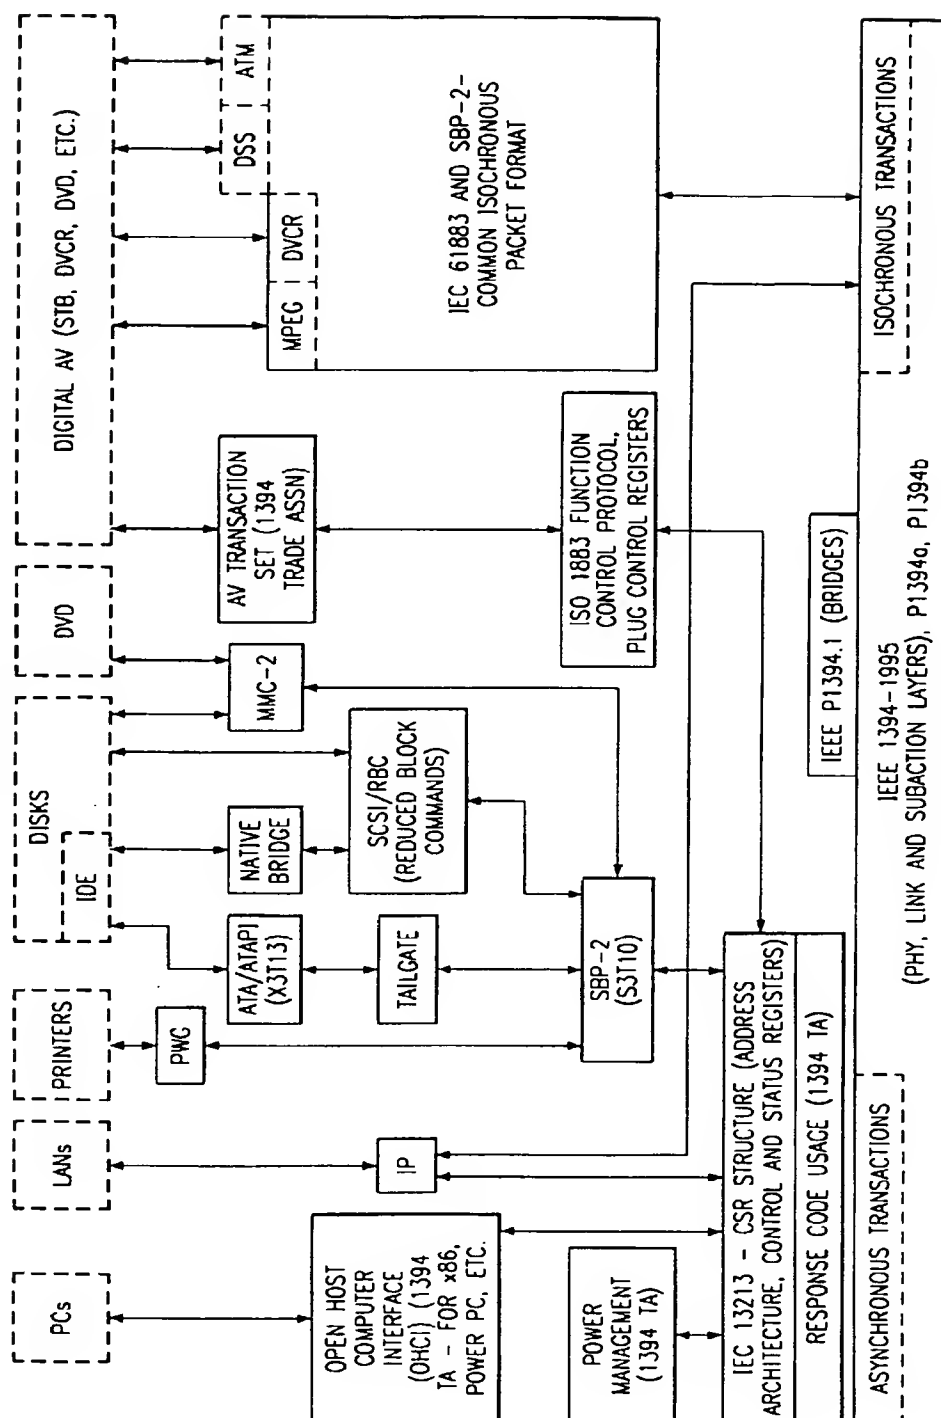 PCs
LANs
PRINTERS
IDE
DISKS
DVD
DIGITAL AV (STB, DVCR, DVD, ETC.)
PWG
ATA/ATAPI
(X3T13)
NATIVE
BRIDGE
MMC-2
AV TRANSACTION
SET (1394
TRADE ASSN)
MPEG
DVCR
DSS
ATM
OPEN HOST
COMPUTER
INTERFACE
(OHCI) (1394
TA - FOR x86,
POWER PC, ETC.
IP
TAILGATE
SCSI/RBC
(REDUCED BLOCK
COMMANDS)
IEC 61883 AND SBP-2-
COMMON ISOCHRONOUS
PACKET FORMAT
POWER
MANAGEMENT
(1394 TA)
SBP-2
(S3T10)
ISO 1883 FUNCTION
CONTROL PROTOCOL,
PLUG CONTROL REGISTERS
IEC 13213 - CSR STRUCTURE (ADDRESS
ARCHITECTURE, CONTROL AND STATUS REGISTERS)
RESPONSE CODE USAGE (1394 TA)
IEEE P1394.1 (BRIDGES)
ASYNCHRONOUS TRANSACTIONS
ISOCHRONOUS TRANSACTIONS
IEEE 1394-1995
(PHY, LINK AND SUBACTION LAYERS), P1394a, P1394b